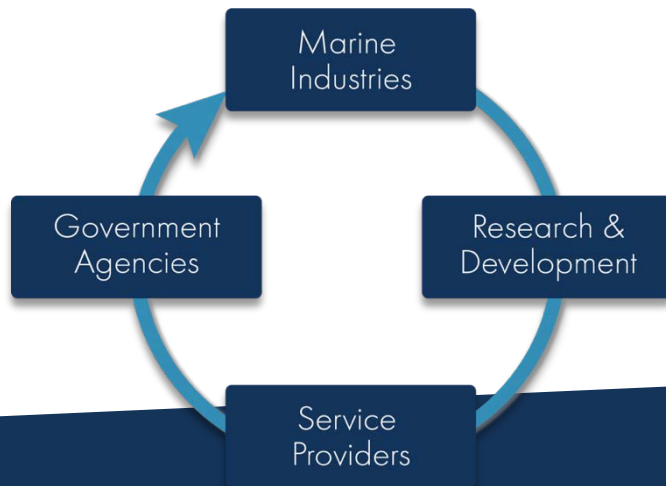 Marine
Industries
Government
Agencies
Research &
Development
Service
Providers